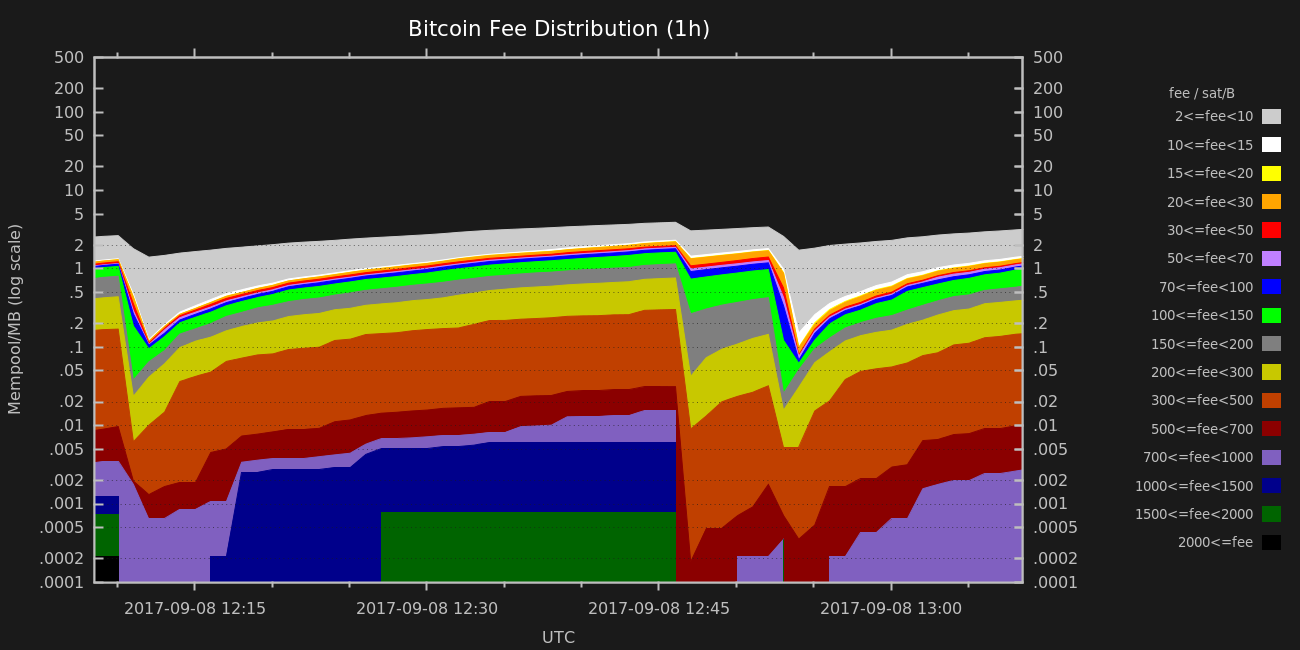 Bitcoin Fee Distribution (1h)
500 500
200 200
100 100
50 50
20 20
10 10
5 5
2 2
1 1
.5 .5
.2 .2
.1 .1
.05 .05
.02 .02
.01 .01
.005 .005
.002 .002
.001 .001
.0005 .0005
.0002 .0002
.0001 .0001
Mempool/MB (log scale)
2017-09-08 12:15 2017-09-08 12:30 2017-09-08 12:45 2017-09-08 13:00
UTC
fee / sat/B
2<=fee<10
10<=fee<15
15<=fee<20
20<=fee<30
30<=fee<50
50<=fee<70
70<=fee<100
100<=fee<150
150<=fee<200
200<=fee<300
300<=fee<500
500<=fee<700
700<=fee<1000
1000<=fee<1500
1500<=fee<2000
2000<=fee